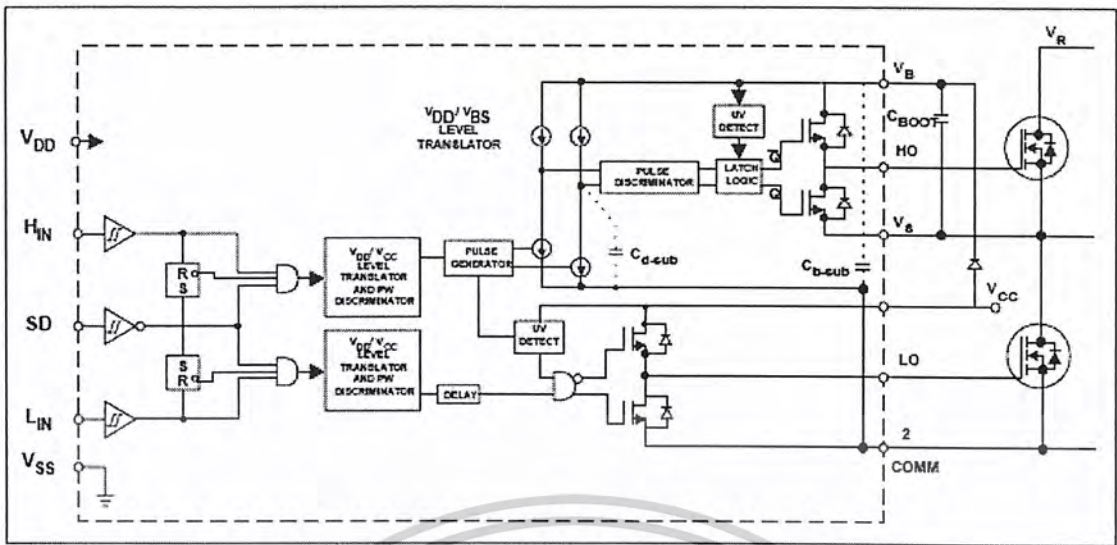 V_DD
H_IN
SD
L_IN
V_SS
R
S
S
R
V_DD/V_CC
LEVEL
TRANSLATOR
AND PW
DISCRIMINATOR
V_DD/V_CC
LEVEL
TRANSLATOR
AND PW
DISCRIMINATOR
PULSE
GENERATOR
DELAY
V_DD/V_BS
LEVEL
TRANSLATOR
UV
DETECT
PULSE
DISCRIMINATOR
LATCH
LOGIC
Q
Q
C_d-sub
C_b-sub
UV
DETECT
V_B
C_BOOT
HO
V_S
V_CC
LO
2
COMM
V_R